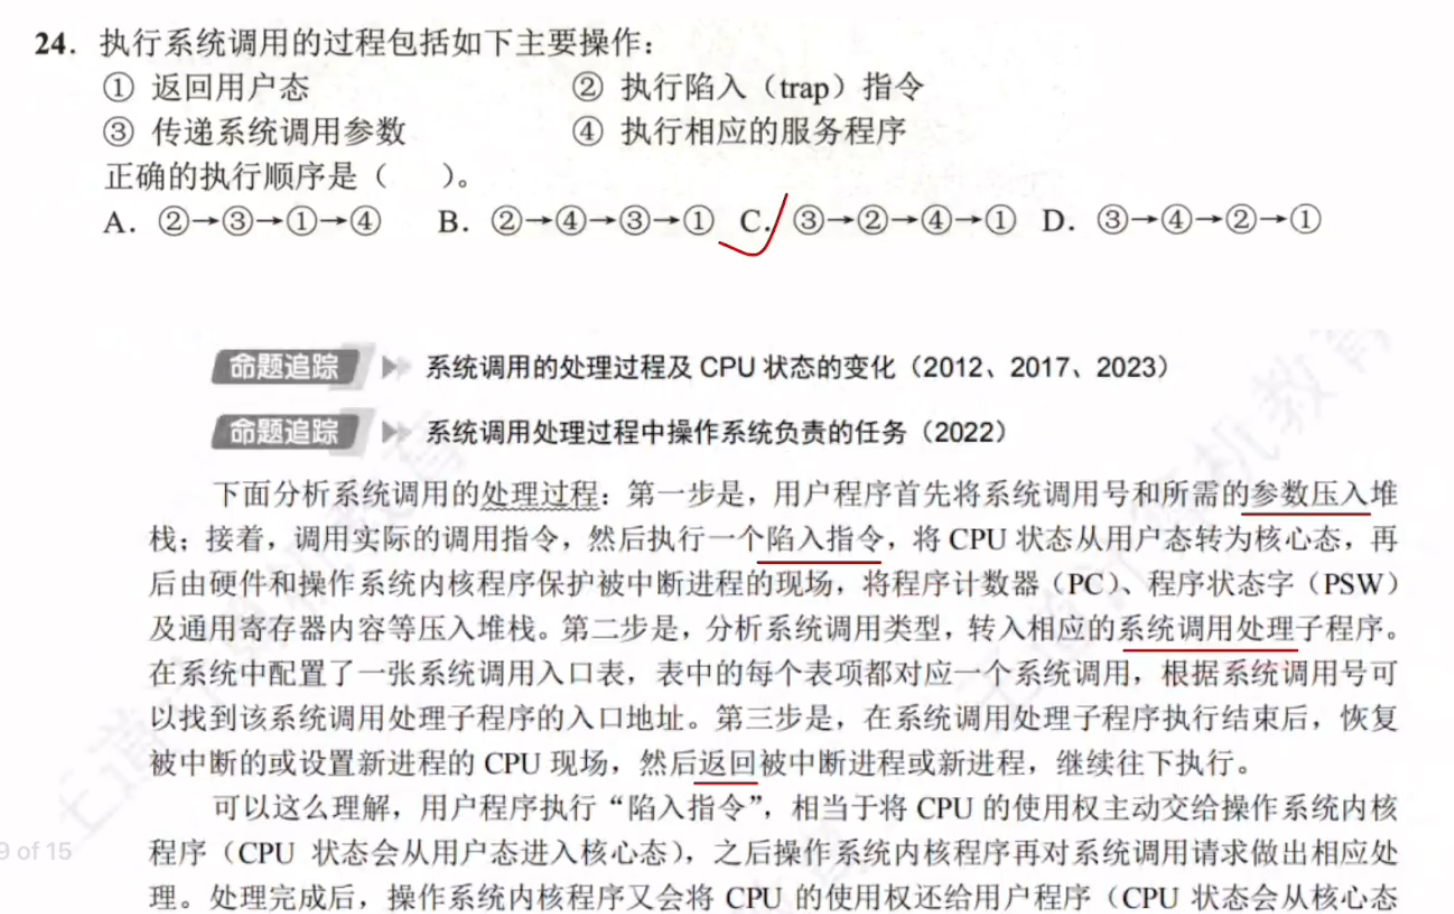 24. 执行系统调用的过程包括如下主要操作：
① 返回用户态 ② 执行陷入（trap）指令
③ 传递系统调用参数 ④ 执行相应的服务程序
正确的执行顺序是（ ）。
A. ②→③→①→④ B. ②→④→③→① C. ③→②→④→① D. ③→④→②→①
命题追踪 系统调用的处理过程及 CPU 状态的变化（2012、2017、2023）
命题追踪 系统调用处理过程中操作系统负责的任务（2022）
下面分析系统调用的处理过程：第一步是，用户程序首先将系统调用号和所需的参数压入堆
栈；接着，调用实际的调用指令，然后执行一个陷入指令，将 CPU 状态从用户态转为核心态，再
后由硬件和操作系统内核程序保护被中断进程的现场，将程序计数器（PC）、程序状态字（PSW）
及通用寄存器内容等压入堆栈。第二步是，分析系统调用类型，转入相应的系统调用处理子程序。
在系统中配置了一张系统调用入口表，表中的每个表项都对应一个系统调用，根据系统调用号可
以找到该系统调用处理子程序的入口地址。第三步是，在系统调用处理子程序执行结束后，恢复
被中断的或设置新进程的 CPU 现场，然后返回被中断进程或新进程，继续往下执行。
可以这么理解，用户程序执行“陷入指令”，相当于将 CPU 的使用权主动交给操作系统内核
程序（CPU 状态会从用户态进入核心态），之后操作系统内核程序再对系统调用请求做出相应处
理。处理完成后，操作系统内核程序又会将 CPU 的使用权还给用户程序（CPU 状态会从核心态
9 of 15